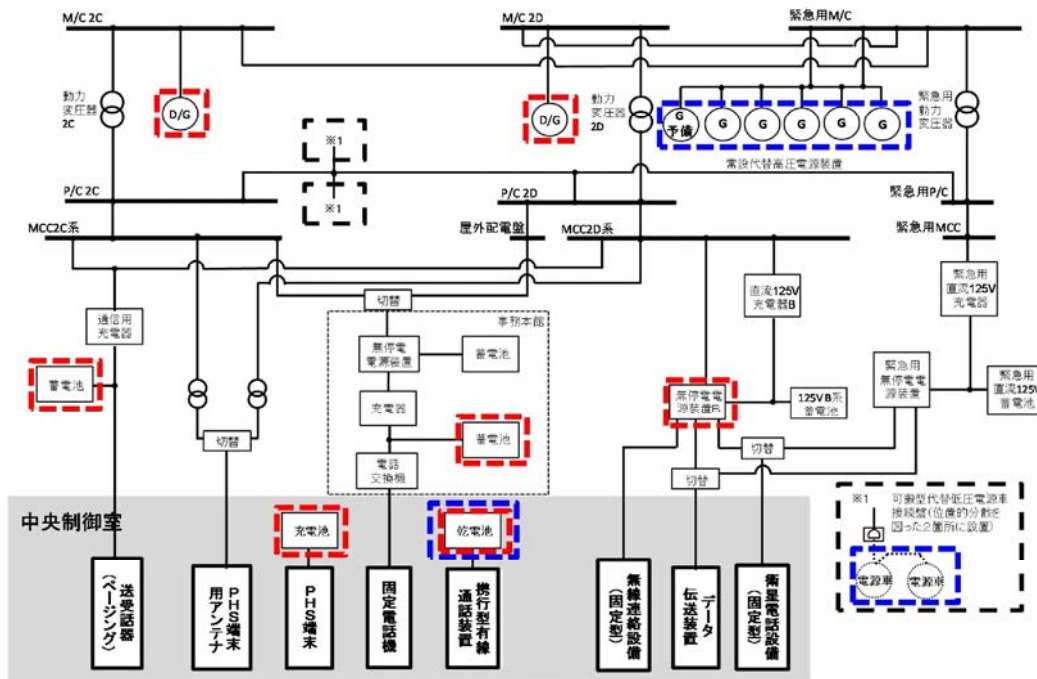 M/C 2C
M/C 2D
緊急用M/C
動力
変圧器
2C
D/G
D/G
動力
変圧器
2D
G
予備
G
G
G
G
G
緊急用
動力
変圧器
常設代替高圧電源装置
※1
※1
P/C 2C
P/C 2D
緊急用P/C
MCC2C系
屋外配電盤
MCC2D系
緊急用MCC
切替
直流125V
充電器B
緊急用
直流125V
充電器
通信用
充電器
事務本館
無停電
電源装置
蓄電池
蓄電池
充電器
無停電電
源装置B
125V B系
蓄電池
緊急用
無停電電
源装置
緊急用
直流125V
蓄電池
切替
蓄電池
電話
交換機
切替
切替
中央制御室
充電池
乾電池
※1 可搬型代替低圧電源車
接続盤(位置的分散を
図った2箇所に設置)
電源車
電源車
送受話器
(ページング)
PHS端末
用アンテナ
PHS端末
固定電話機
携行型有線
通話装置
無線連絡設備
(固定型)
データ
伝送装置
衛星電話設備
(固定型)